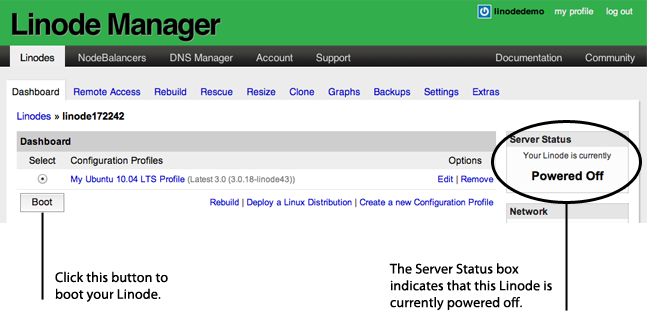 linodedemo my profile log out
Linode Manager
Linodes NodeBalancers DNS Manager Account Support Documentation Community
Dashboard Remote Access Rebuild Rescue Resize Clone Graphs Backups Settings Extras
Linodes » linode172242
Dashboard
Select Configuration Profiles Options
My Ubuntu 10.04 LTS Profile (Latest 3.0 (3.0.18-linode43)) Edit | Remove
Boot
Rebuild | Deploy a Linux Distribution | Create a new Configuration Profile
Server Status
Your Linode is currently
Powered Off
Network
Click this button to
boot your Linode.
The Server Status box
indicates that this Linode is
currently powered off.